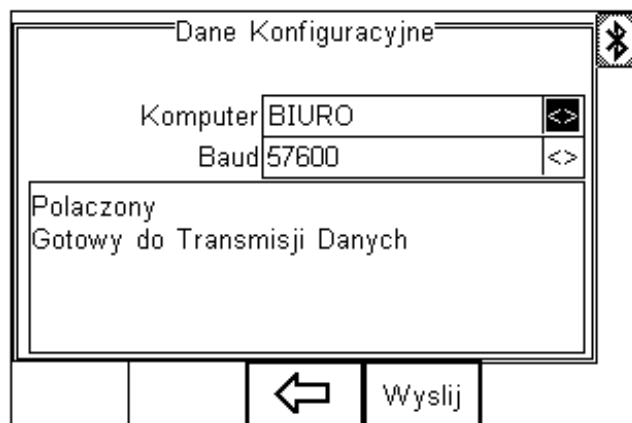 Dane Konfiguracyjne
Komputer BIURO <>
Baud 57600 <>
Polaczony
Gotowy do Transmisji Danych
Wyslij